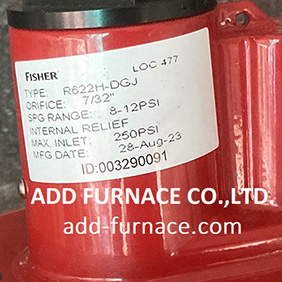 FISHER LOC 477
TYPE: R622H-DGJ
ORIFICE: 7/32"
SPG RANGE: 8-12PSI
INTERNAL RELIEF
MAX. INLET: 250PSI
MFG DATE: 28-Aug-23
ID:003290091
ADD FURNACE CO.,LTD
add-furnace.com